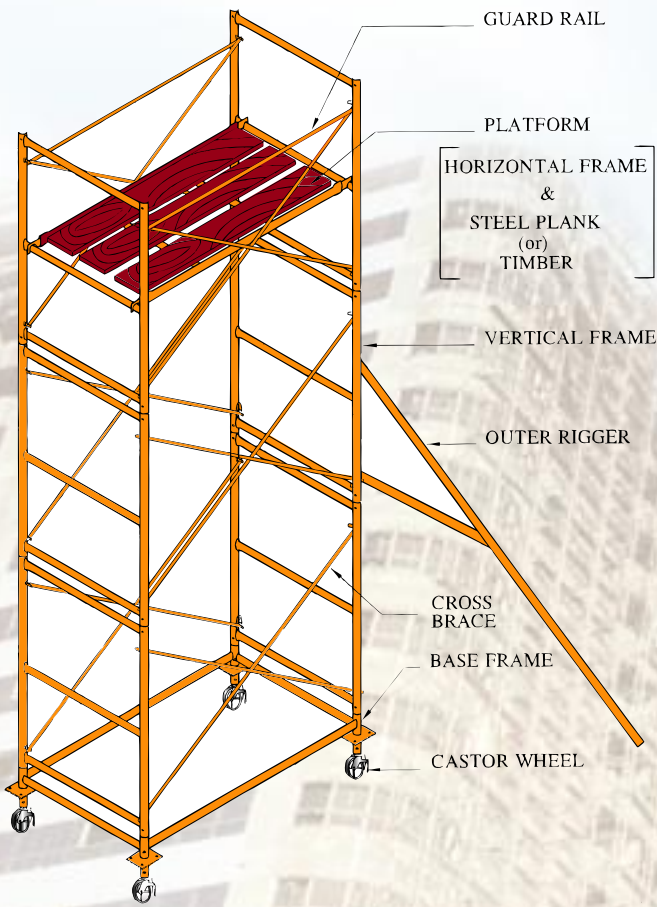 GUARD RAIL
PLATFORM
HORIZONTAL FRAME
&
STEEL PLANK
(or)
TIMBER
VERTICAL FRAME
OUTER RIGGER
CROSS
BRACE
BASE FRAME
CASTOR WHEEL